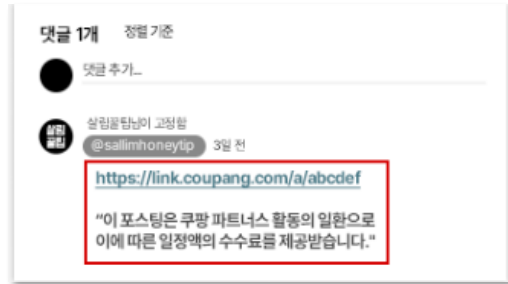 댓글 1개 정렬 기준
댓글 추가...
살림꿀팁님이 고정함
살림
꿀팁
@sallimhoneytip 3일 전
https://link.coupang.com/a/abcdef
"이 포스팅은 쿠팡 파트너스 활동의 일환으로
이에 따른 일정액의 수수료를 제공받습니다."